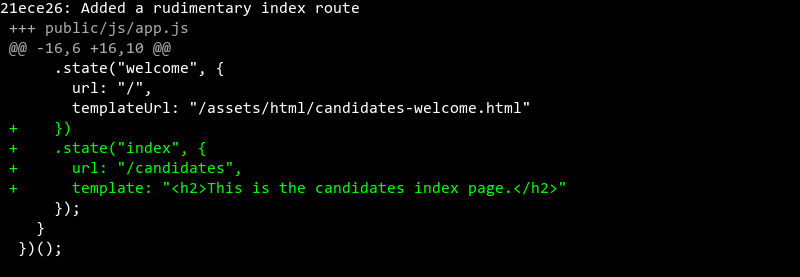 21ece26: Added a rudimentary index route
+++ public/js/app.js
@@ -16,6 +16,10 @@
      .state("welcome", {
        url: "/",
        templateUrl: "/assets/html/candidates-welcome.html"
+    })
+    .state("index", {
+      url: "/candidates",
+      template: "<h2>This is the candidates index page.</h2>"
      });
    }
  })();